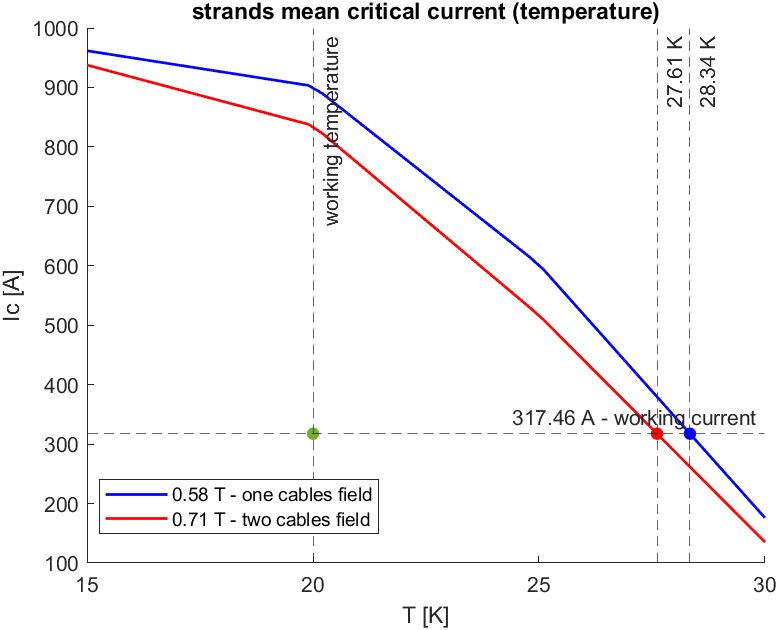 strands mean critical current (temperature)
1000
900
800
700
600
500
400
300
200
100
Ic [A]
working temperature
27.61 K
28.34 K
317.46 A - working current
0.58 T - one cables field
0.71 T - two cables field
15
20
25
30
T [K]